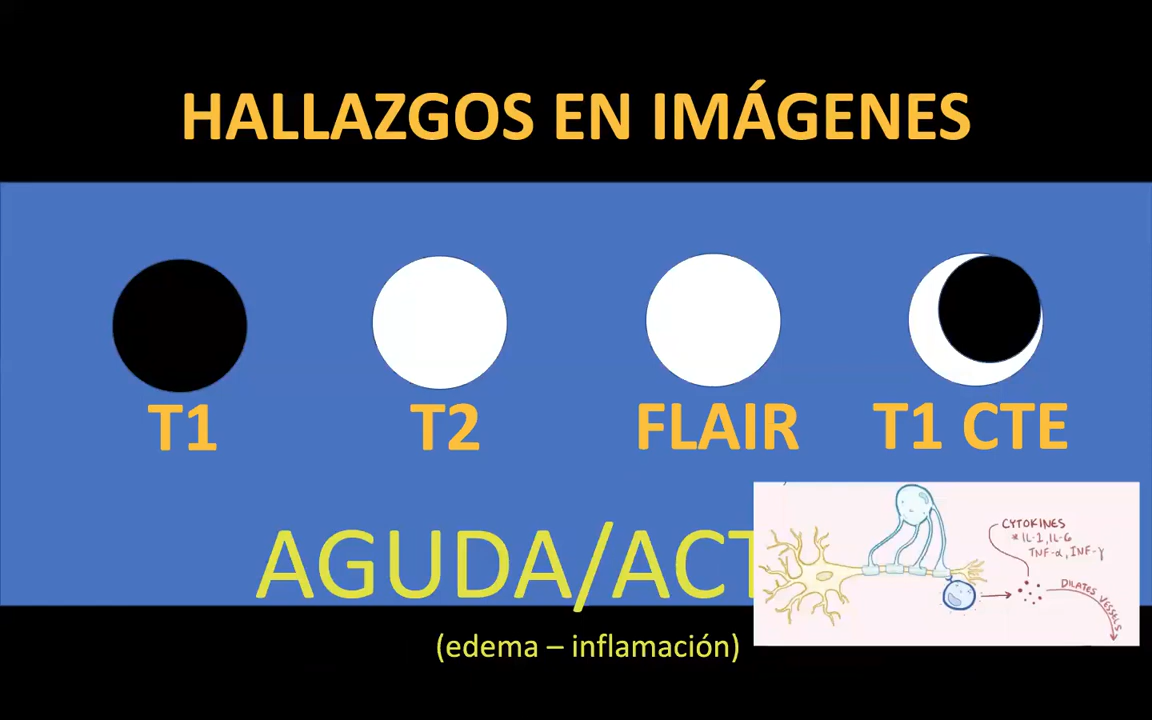 HALLAZGOS EN IMÁGENES
T1
T2
FLAIR
T1 CTE
AGUDA/ACT
(edema – inflamación)
CYTOKINES
* IL-1, IL-6
TNF-α, INF-γ
DILATES VESSELS